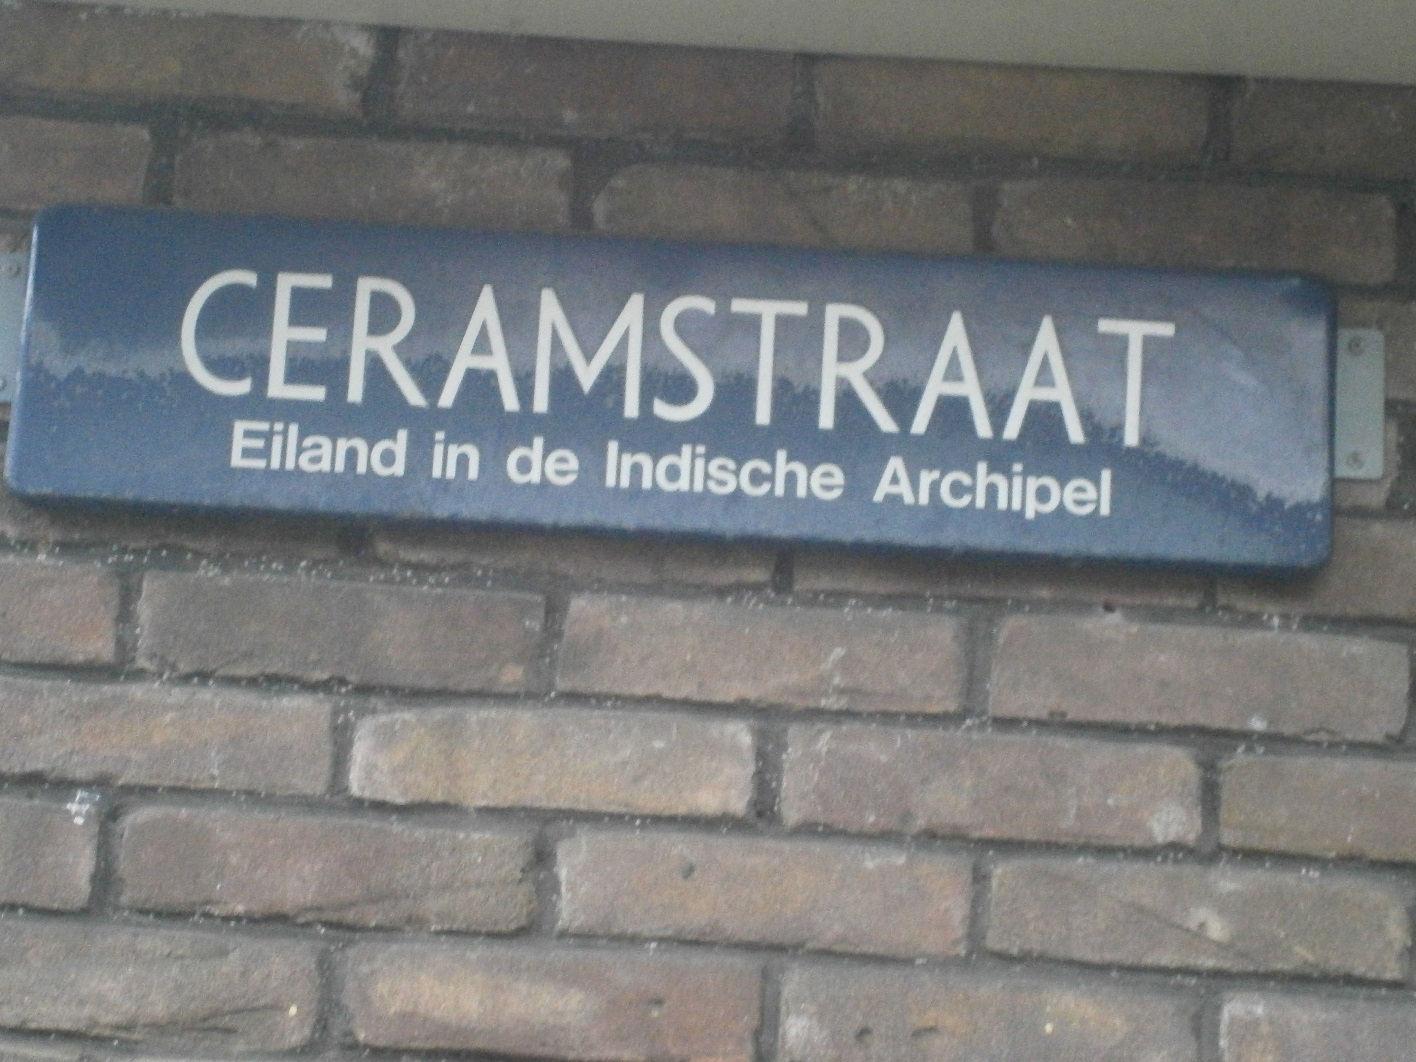 CERAMSTRAAT
Eiland in de Indische Archipel